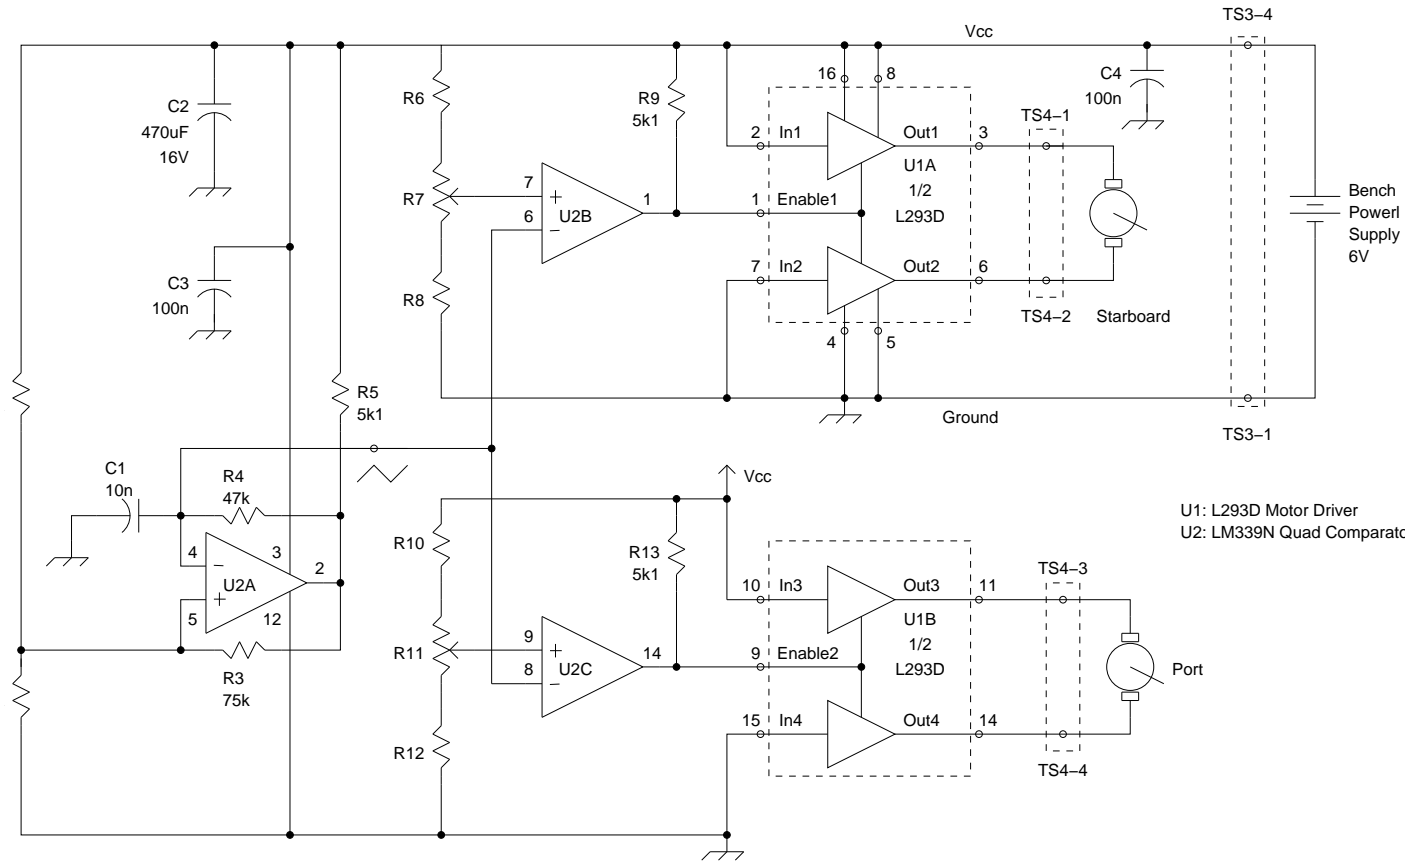 TS3–4
Vcc
C2
470uF
16V
R6
R9
5k1
16
8
C4
100n
2
In1
Out1
3
TS4–1
U1A
1/2
L293D
R7
7
+
6
–
U2B
1
1
Enable1
Bench
Powerl
Supply
6V
C3
100n
R8
7
In2
Out2
6
TS4–2
Starboard
4
5
R5
5k1
Ground
TS3–1
C1
10n
R4
47k
Vcc
U1: L293D Motor Driver
U2: LM339N Quad Comparato
R10
R13
5k1
4
–
3
2
U2A
5
+
12
R3
75k
10
In3
Out3
11
TS4–3
U1B
1/2
L293D
R11
9
+
8
–
U2C
14
9
Enable2
Port
R12
15
In4
Out4
14
TS4–4